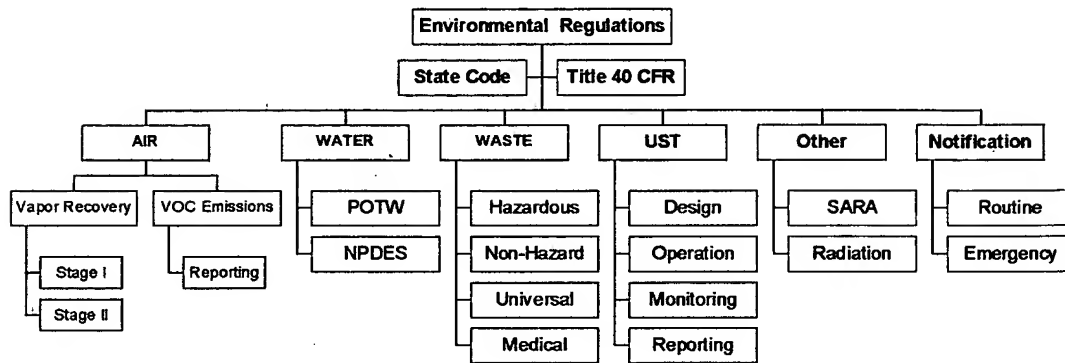 Environmental Regulations
State Code
Title 40 CFR
AIR
WATER
WASTE
UST
Other
Notification
Vapor Recovery
VOC Emissions
POTW
Hazardous
Design
SARA
Routine
NPDES
Non-Hazard
Operation
Radiation
Emergency
Stage I
Reporting
Universal
Monitoring
Stage II
Medical
Reporting